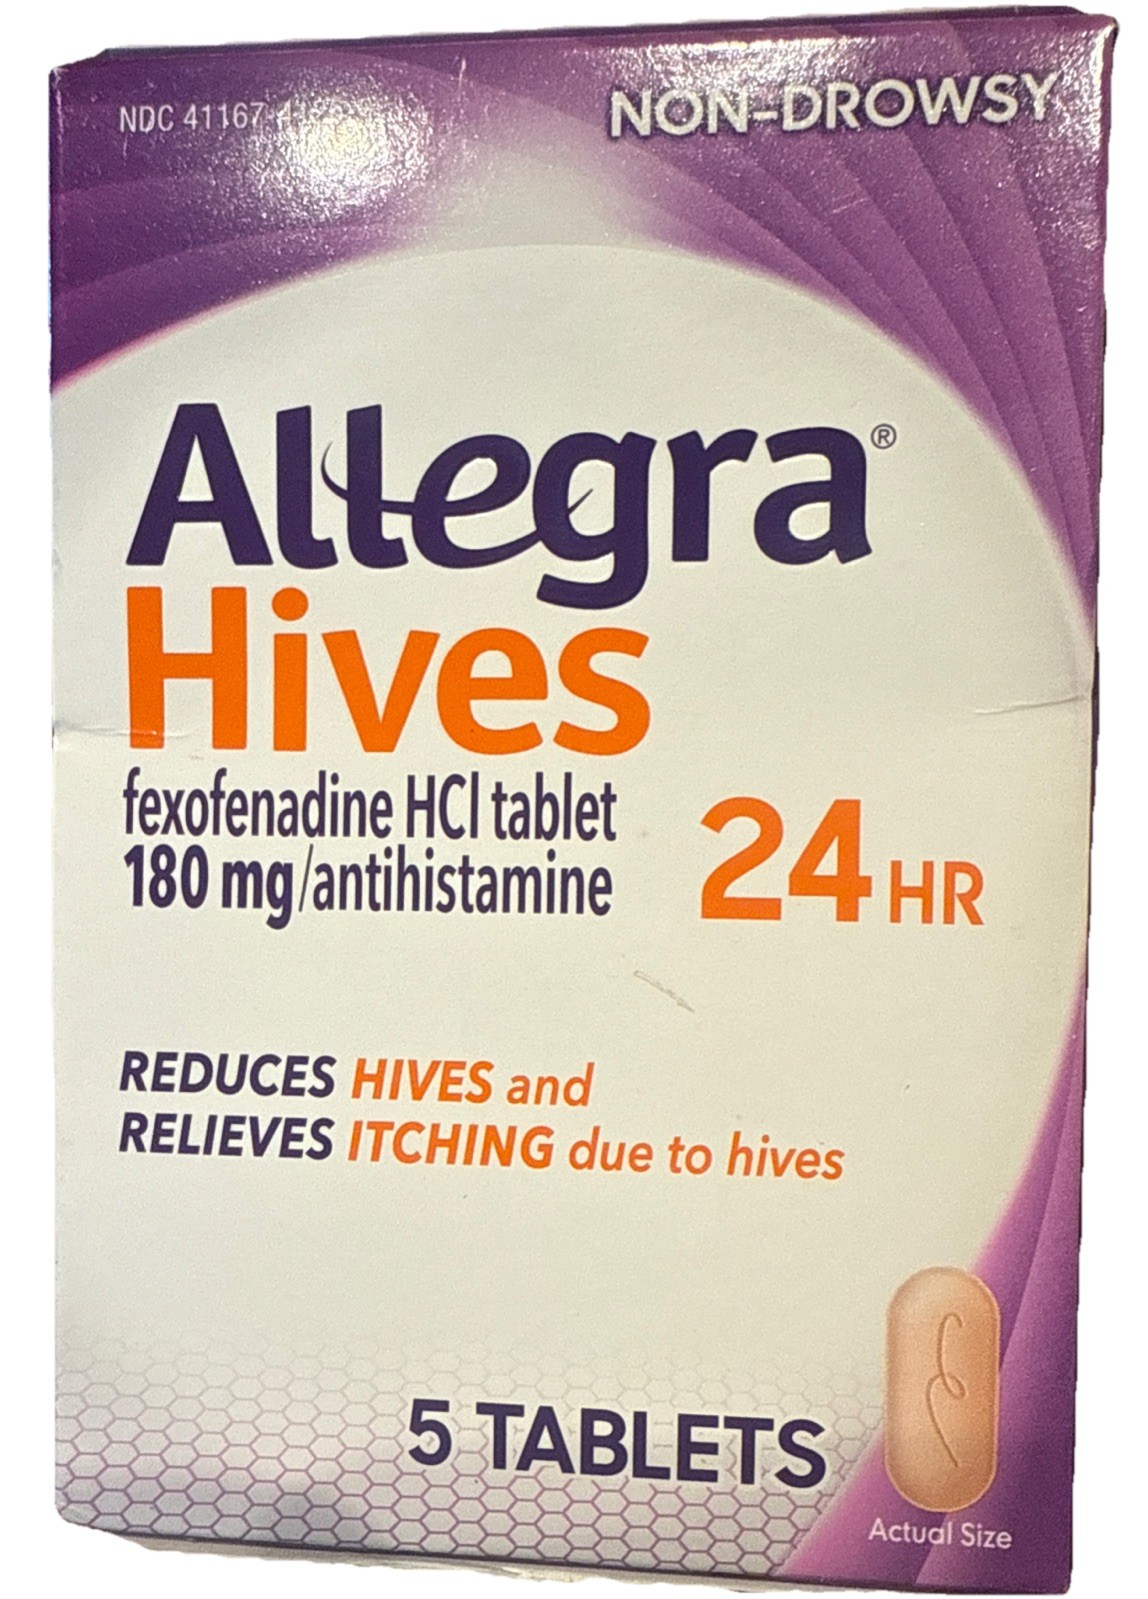 NDC 41167
NON-DROWSY
Allegra®
Hives
fexofenadine HCl tablet
180 mg/antihistamine
24 HR
REDUCES HIVES and
RELIEVES ITCHING due to hives
5 TABLETS
Actual Size